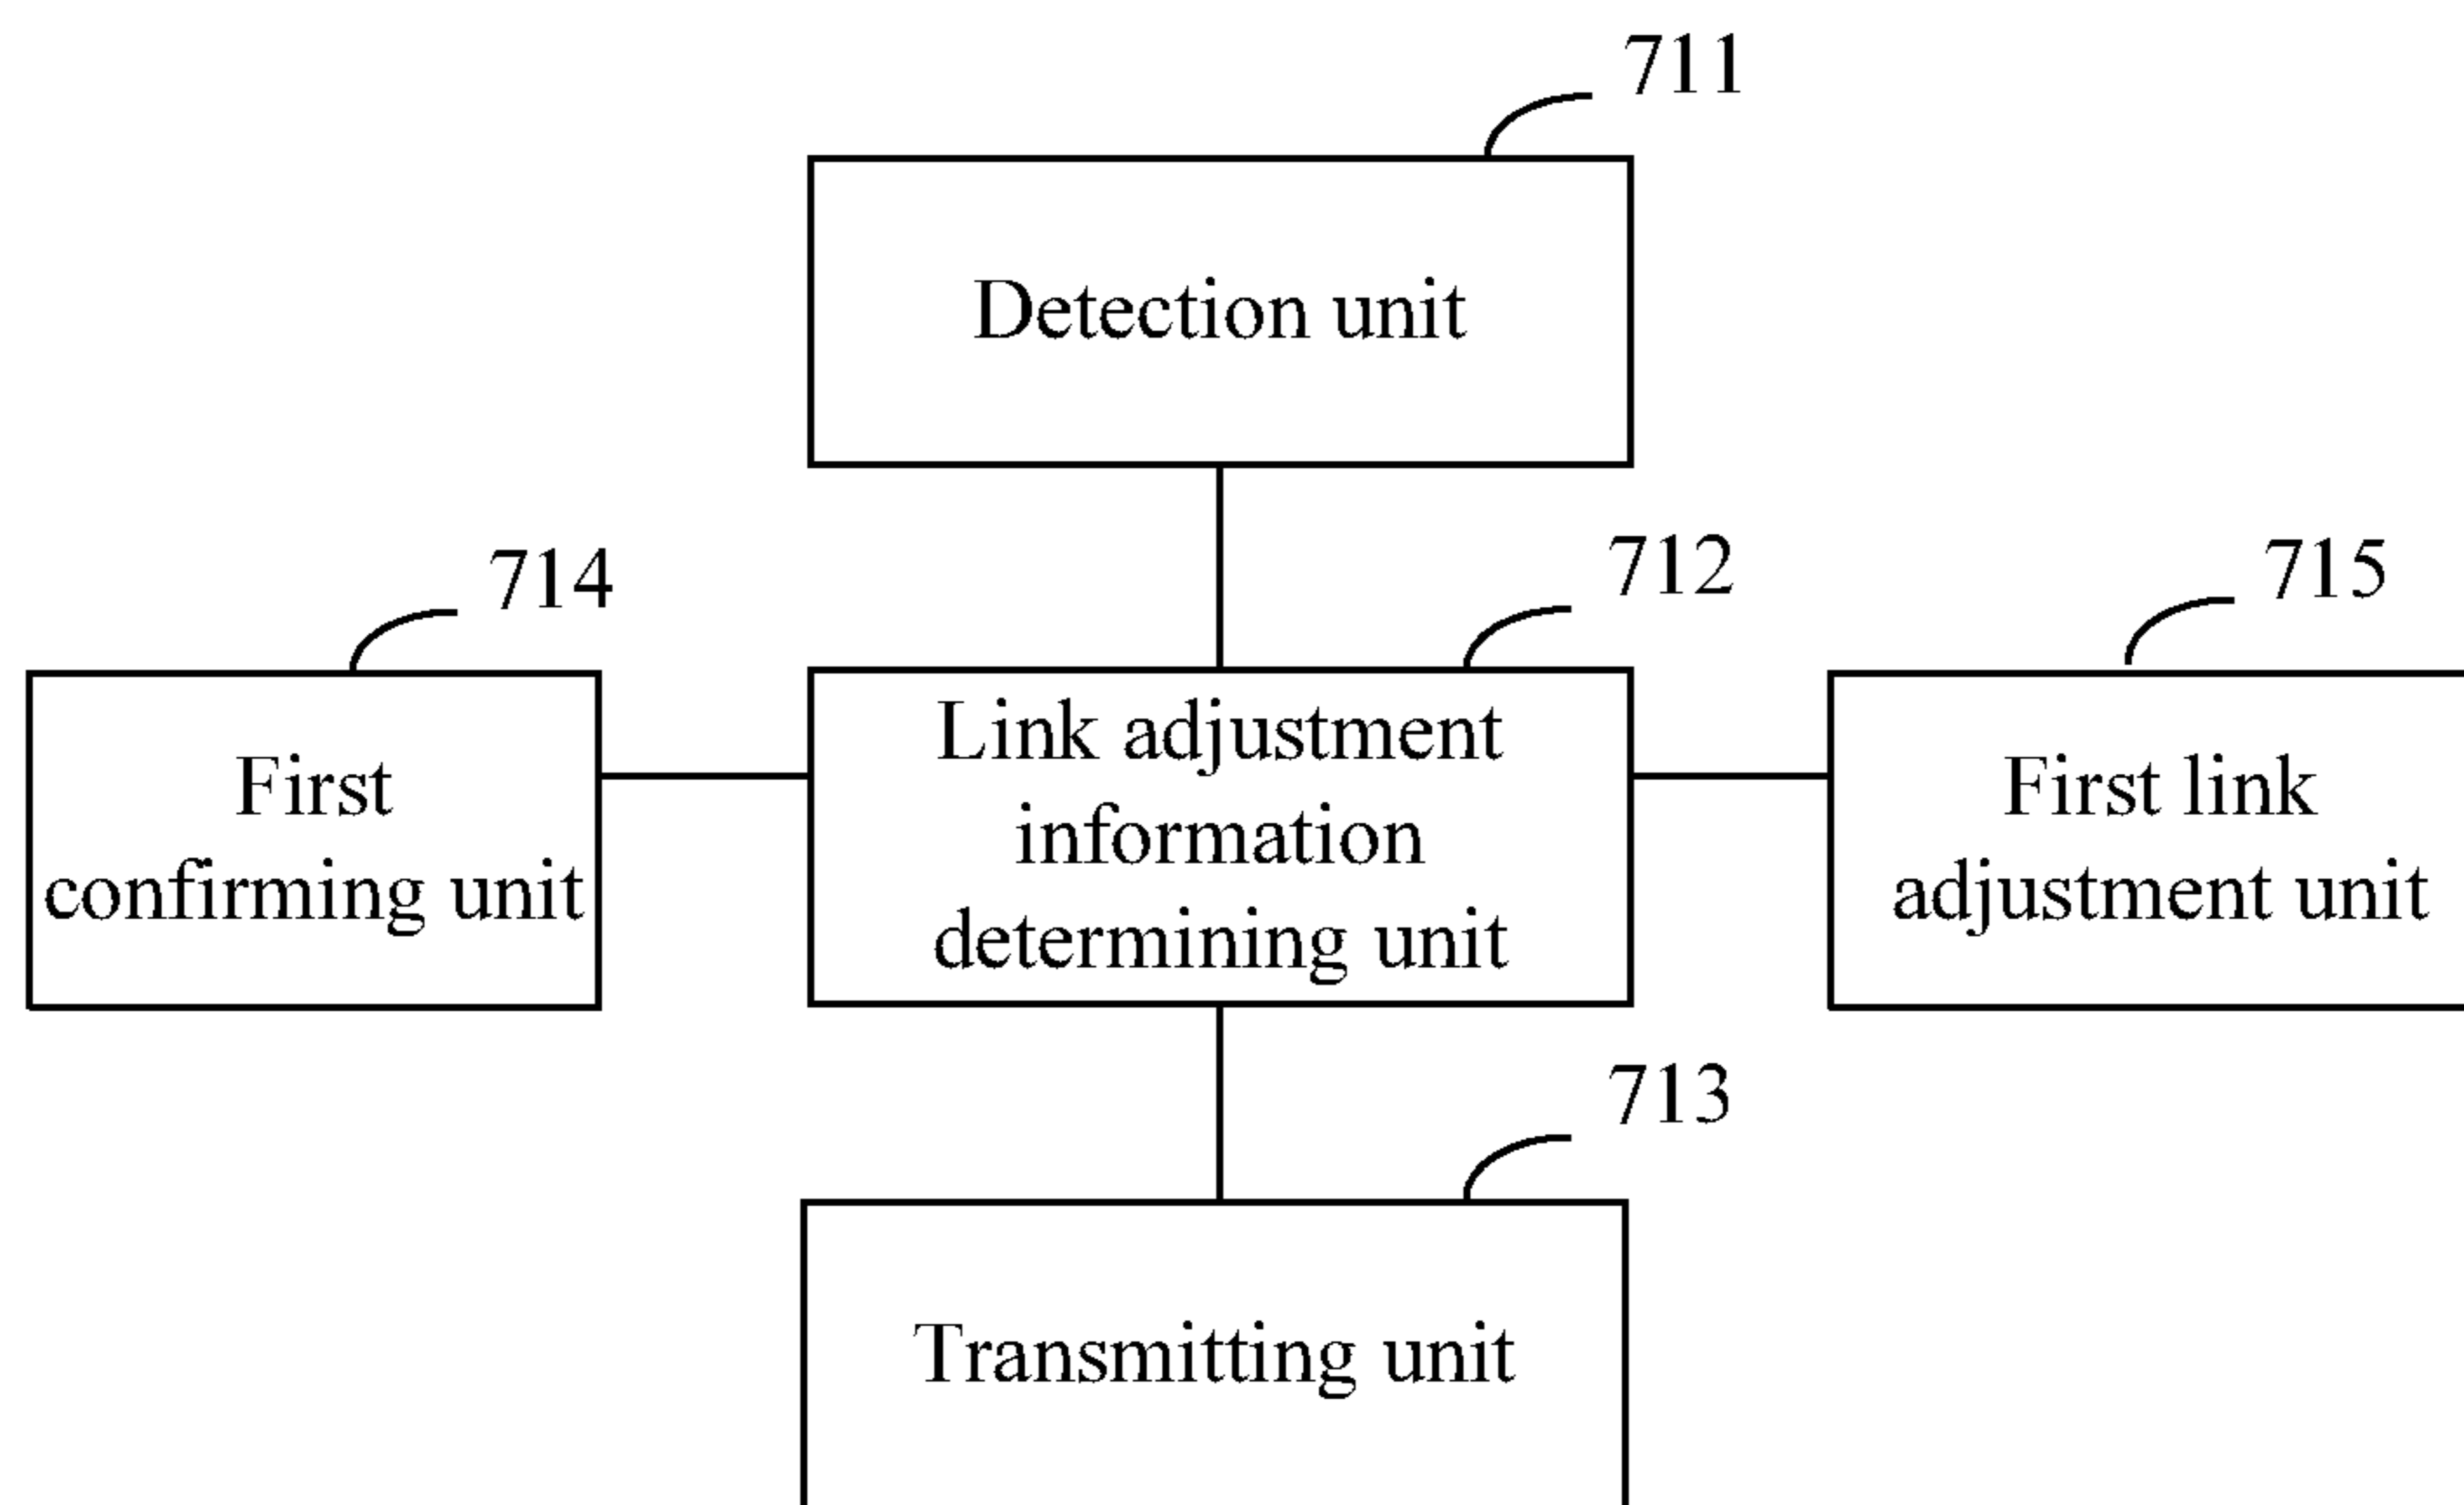 711
Detection unit
714
712
715
First
confirming unit
Link adjustment
information
determining unit
First link
adjustment unit
713
Transmitting unit